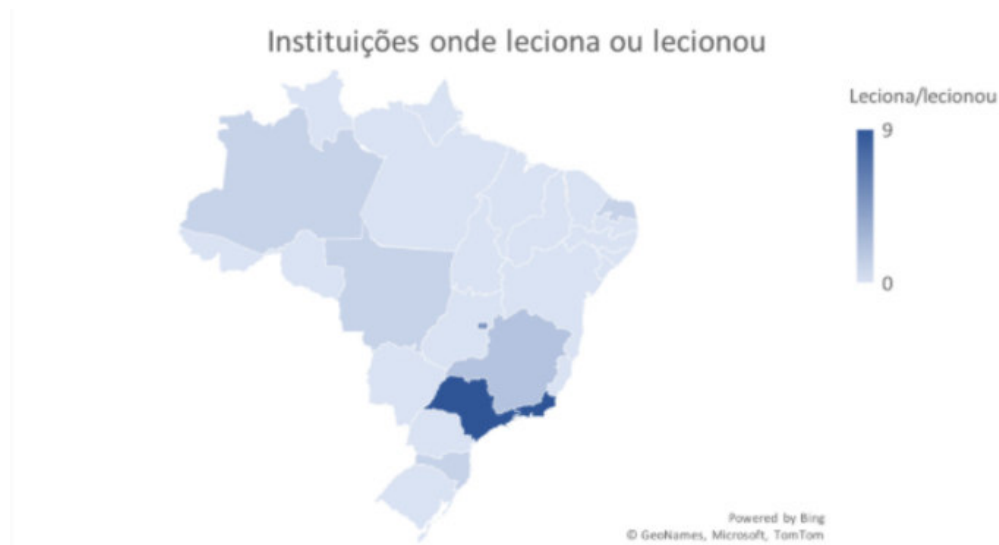 Instituições onde leciona ou lecionou
Leciona/lecionou
9
0
Powered by Bing
© GeoNames, Microsoft, TomTom